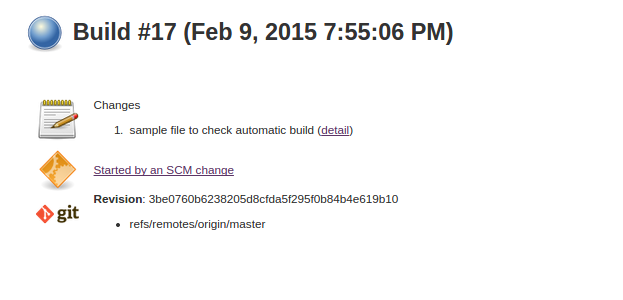 Build #17 (Feb 9, 2015 7:55:06 PM)
Changes
1. sample file to check automatic build (detail)
Started by an SCM change
Revision: 3be0760b6238205d8cfda5f295f0b84b4e619b10
git
• refs/remotes/origin/master